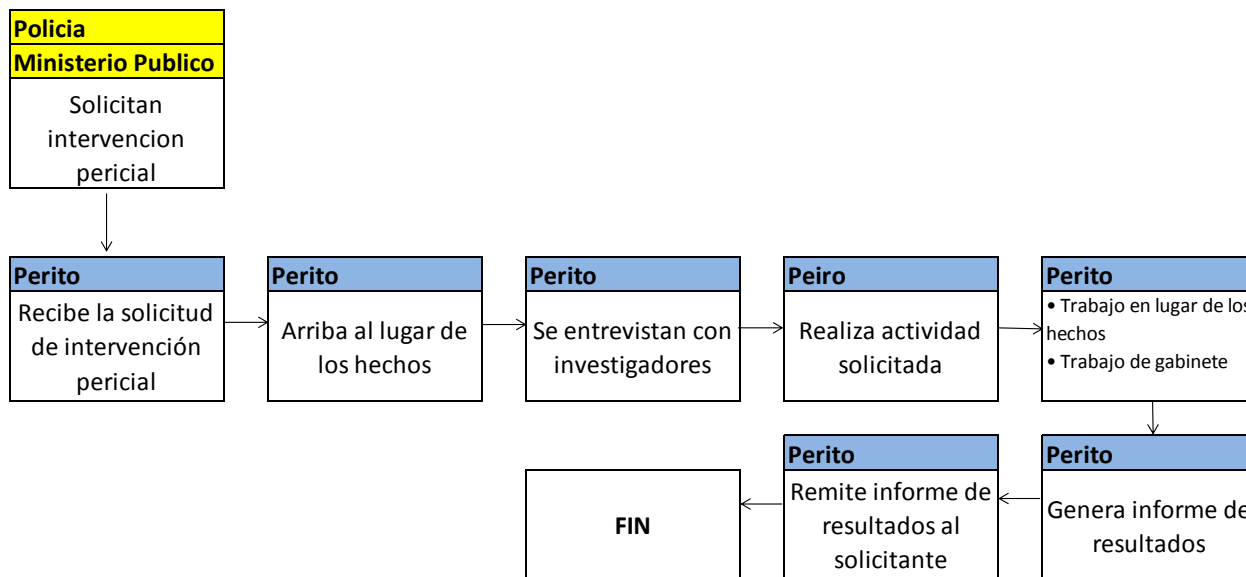 Policia
Ministerio Publico
Solicitan
intervencion
pericial
Perito
Recibe la solicitud
de intervención
pericial
Perito
Arriba al lugar de
los hechos
Perito
Se entrevistan con
investigadores
Peiro
Realiza actividad
solicitada
Perito
• Trabajo en lugar de los
hechos
• Trabajo de gabinete
Perito
Genera informe de
resultados
Perito
Remite informe de
resultados al
solicitante
FIN